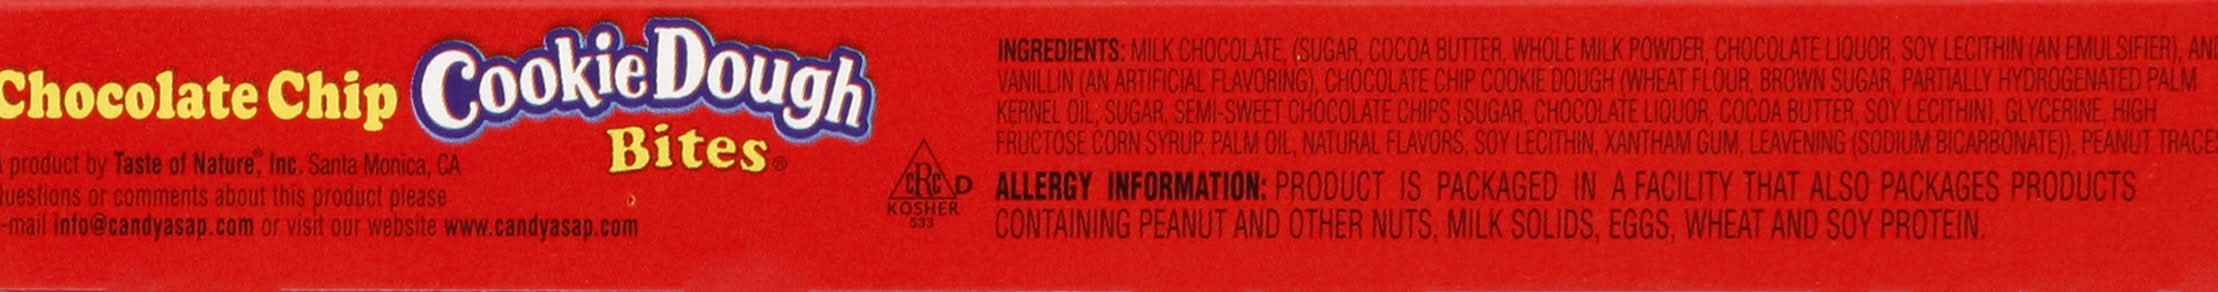 Chocolate Chip Cookie Dough
Bites®
product by Taste of Nature, Inc. Santa Monica, CA
uestions or comments about this product please
-mail info@candyasap.com or visit our website www.candyasap.com
CRC D
KOSHER
533
INGREDIENTS: MILK CHOCOLATE, (SUGAR, COCOA BUTTER, WHOLE MILK POWDER, CHOCOLATE LIQUOR, SOY LECITHIN (AN EMULSIFIER), AN
VANILLIN (AN ARTIFICIAL FLAVORING), CHOCOLATE CHIP COOKIE DOUGH (WHEAT FLOUR, BROWN SUGAR, PARTIALLY HYDROGENATED PALM
KERNEL OIL, SUGAR, SEMI-SWEET CHOCOLATE CHIPS (SUGAR, CHOCOLATE LIQUOR, COCOA BUTTER, SOY LECITHIN), GLYCERINE, HIGH
FRUCTOSE CORN SYRUP, PALM OIL, NATURAL FLAVORS, SOY LECITHIN, XANTHAM GUM, LEAVENING (SODIUM BICARBONATE)), PEANUT TRACE
ALLERGY INFORMATION: PRODUCT IS PACKAGED IN A FACILITY THAT ALSO PACKAGES PRODUCTS
CONTAINING PEANUT AND OTHER NUTS, MILK SOLIDS, EGGS, WHEAT AND SOY PROTEIN.